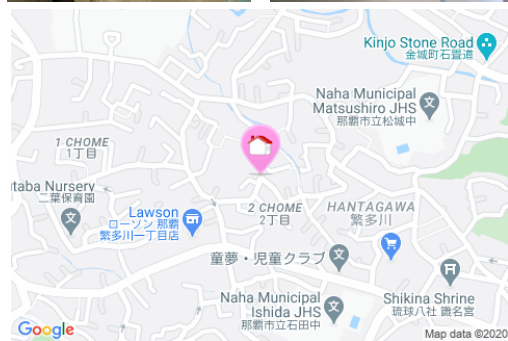 Kinjo Stone Road
金城町石畳道
Naha Municipal
Matsushiro JHS
那覇市立松城中
1 CHOME
1丁目
utaba Nursery
二葉保育園
Lawson
ローソン 那覇
繁多川一丁目店
2 CHOME
2丁目
HANTAGAWA
繁多川
童夢・児童クラブ
Naha Municipal
Ishida JHS
那覇市立石田中
Shikina Shrine
琉球八社 識名宮
Google
Map data ©2020